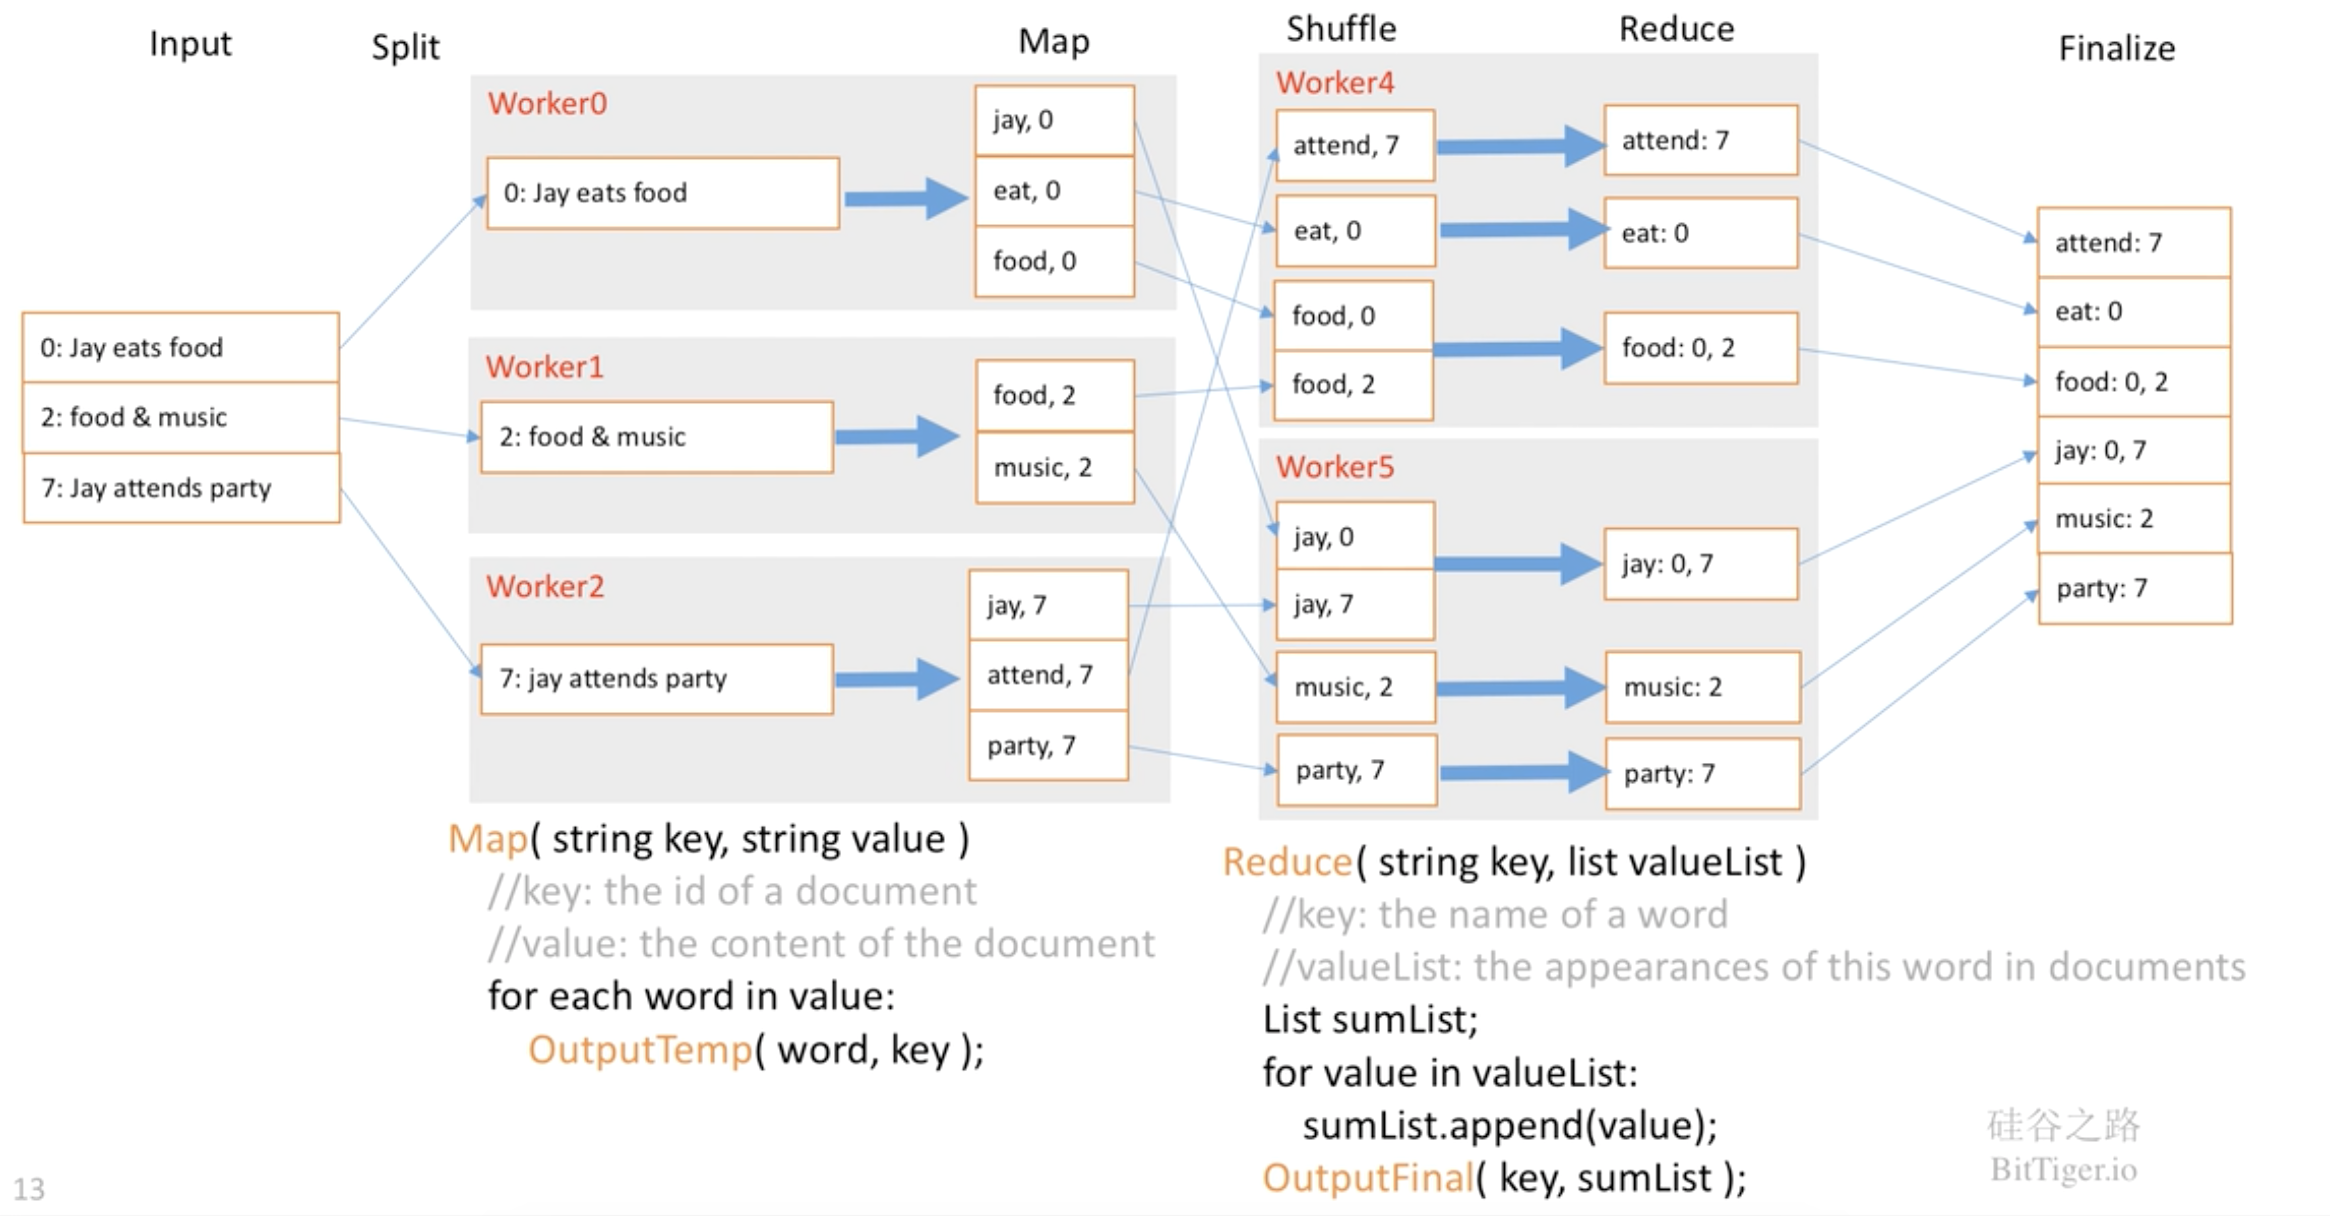 Input
Split
Map
Shuffle
Reduce
Finalize
0: Jay eats food
2: food & music
7: Jay attends party
Worker0
0: Jay eats food
jay, 0
eat, 0
food, 0
Worker1
2: food & music
food, 2
music, 2
Worker2
7: jay attends party
jay, 7
attend, 7
party, 7
Worker4
attend, 7
eat, 0
food, 0
food, 2
attend: 7
eat: 0
food: 0, 2
Worker5
jay, 0
jay, 7
music, 2
party, 7
jay: 0, 7
music: 2
party: 7
attend: 7
eat: 0
food: 0, 2
jay: 0, 7
music: 2
party: 7
Map( string key, string value )
//key: the id of a document
//value: the content of the document
for each word in value:
OutputTemp( word, key );
Reduce( string key, list valueList )
//key: the name of a word
//valueList: the appearances of this word in documents
List sumList;
for value in valueList:
sumList.append(value);
OutputFinal( key, sumList );
硅谷之路
BitTiger.io
13